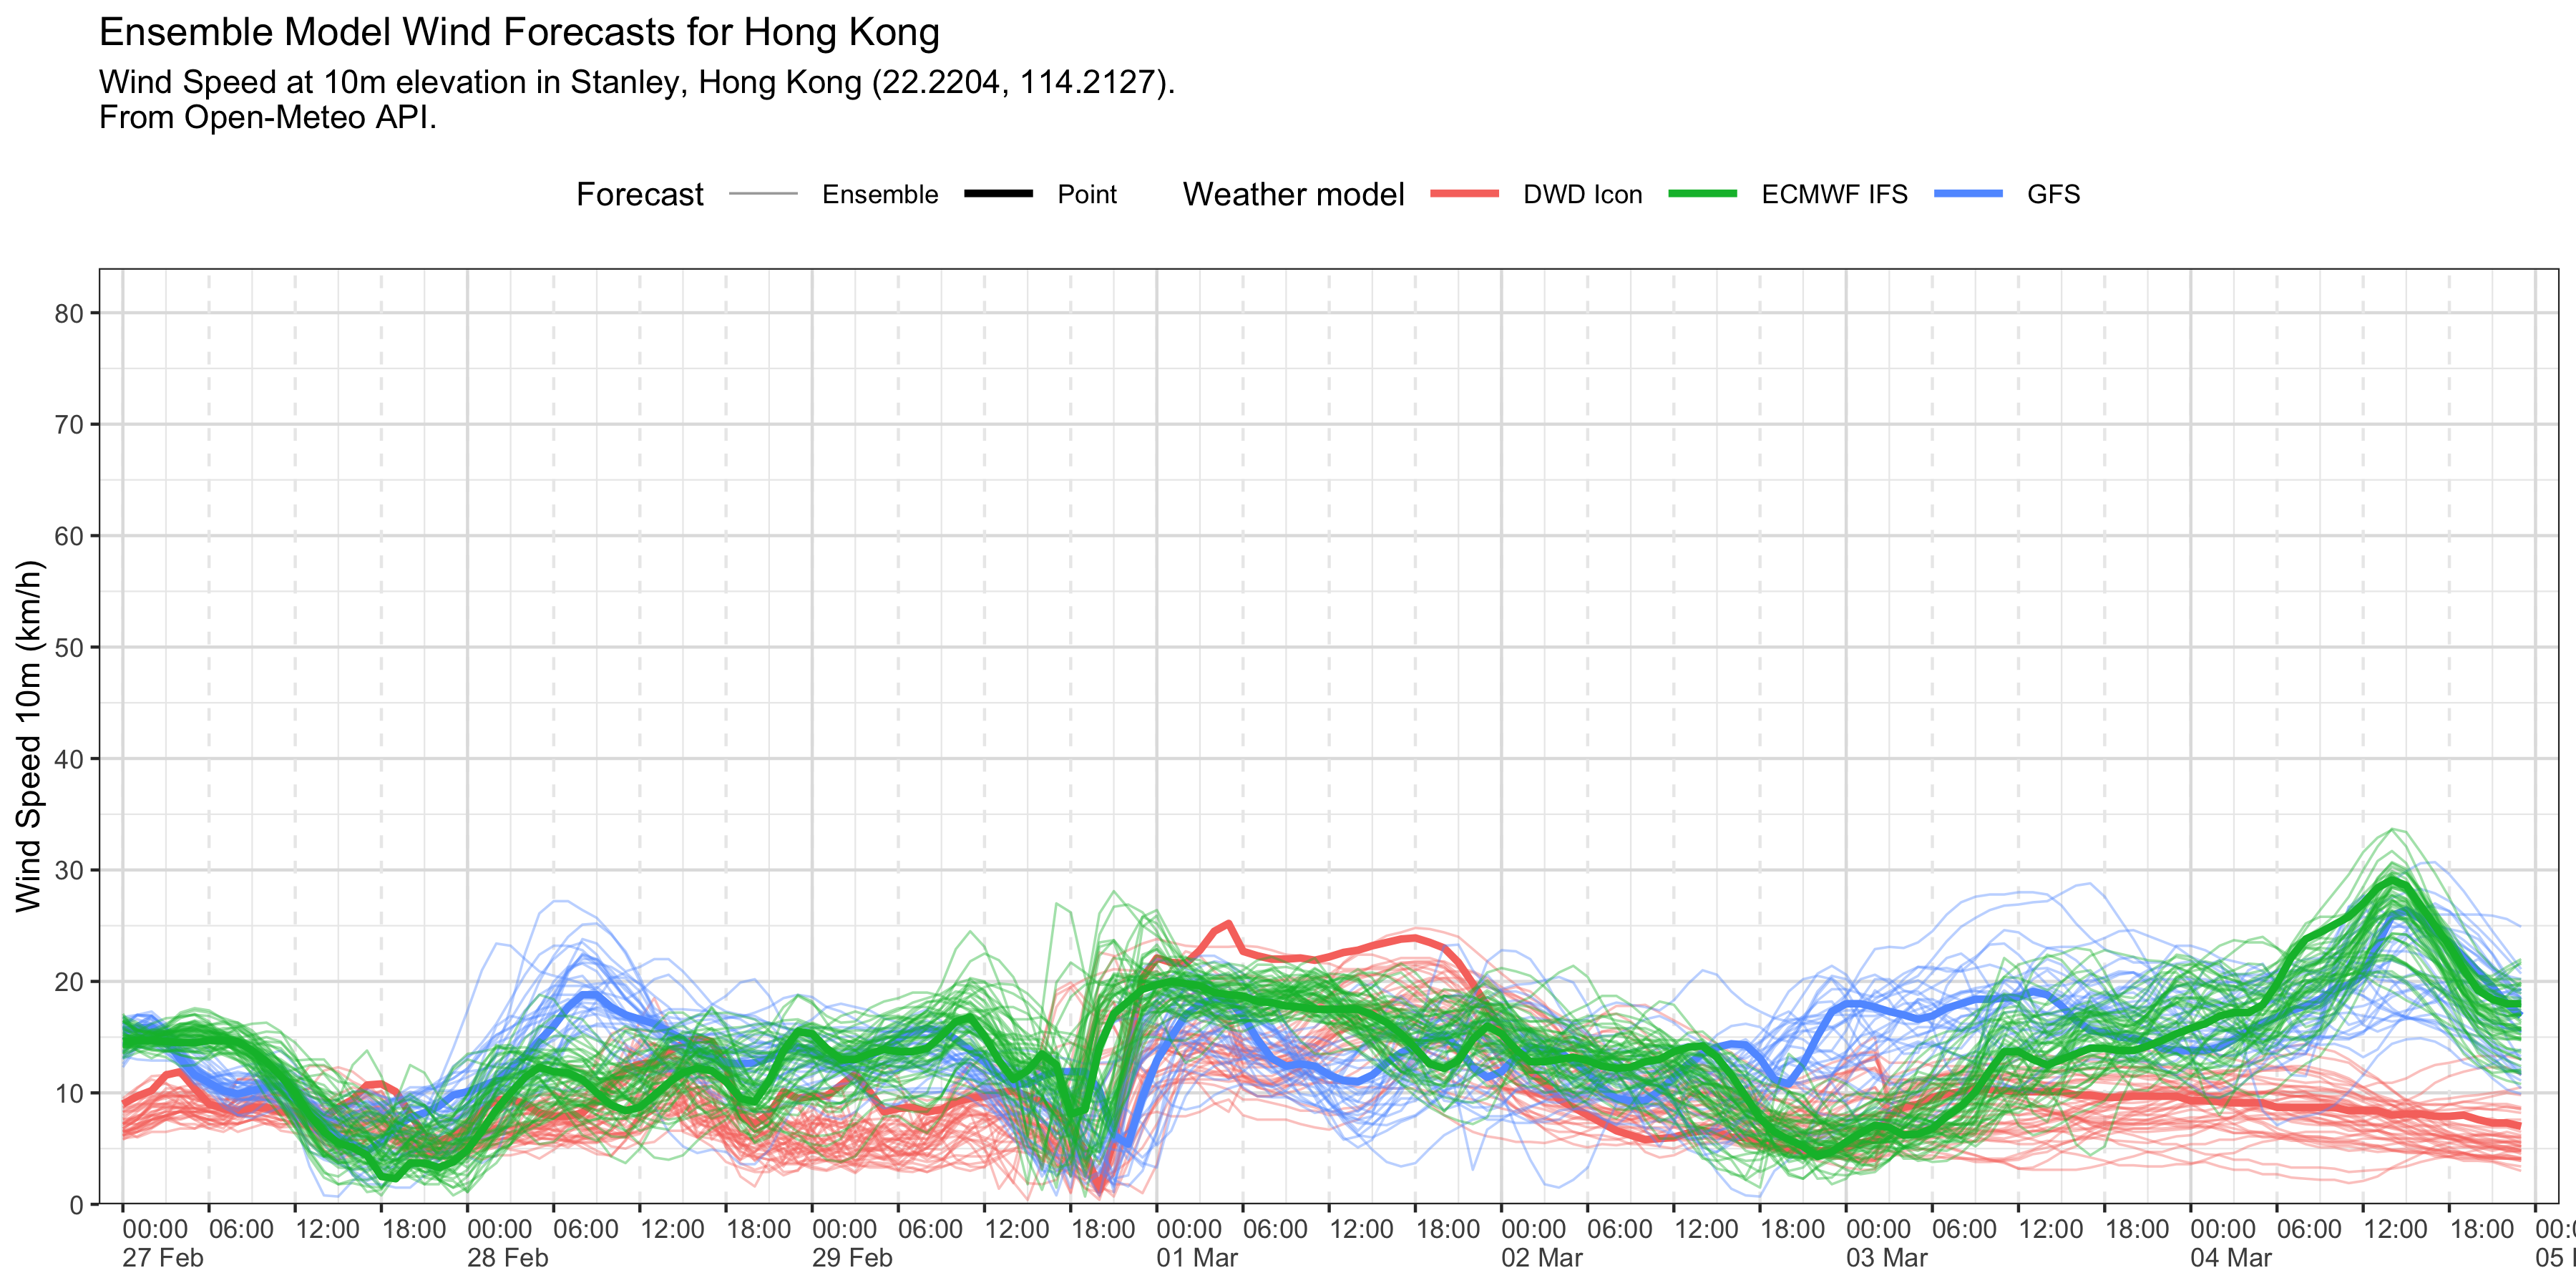 Ensemble Model Wind Forecasts for Hong Kong
Wind Speed at 10m elevation in Stanley, Hong Kong (22.2204, 114.2127).
From Open-Meteo API.
Forecast Ensemble Point Weather model DWD Icon ECMWF IFS GFS
Wind Speed 10m (km/h)
80
70
60
50
40
30
20
10
0
00:00 06:00 12:00 18:00 00:00 06:00 12:00 18:00 00:00 06:00 12:00 18:00 00:00 06:00 12:00 18:00 00:00 06:00 12:00 18:00 00:00 06:00 12:00 18:00 00:00 06:00 12:00 18:00
27 Feb 28 Feb 29 Feb 01 Mar 02 Mar 03 Mar 04 Mar 05